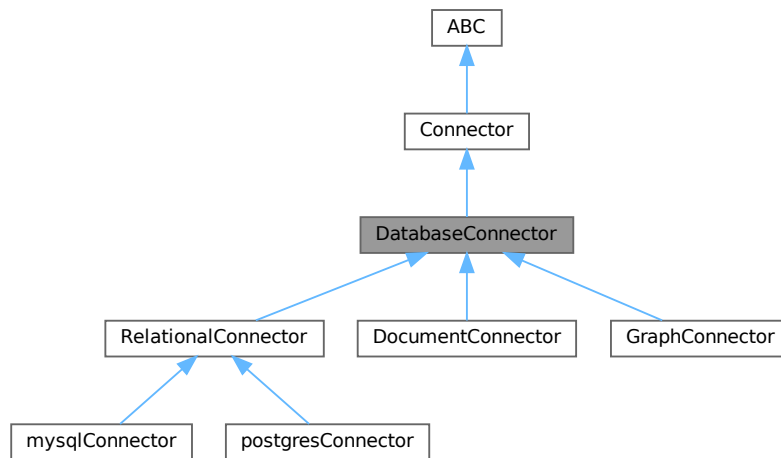 ABC
Connector
DatabaseConnector
RelationalConnector
DocumentConnector
GraphConnector
mysqlConnector
postgresConnector